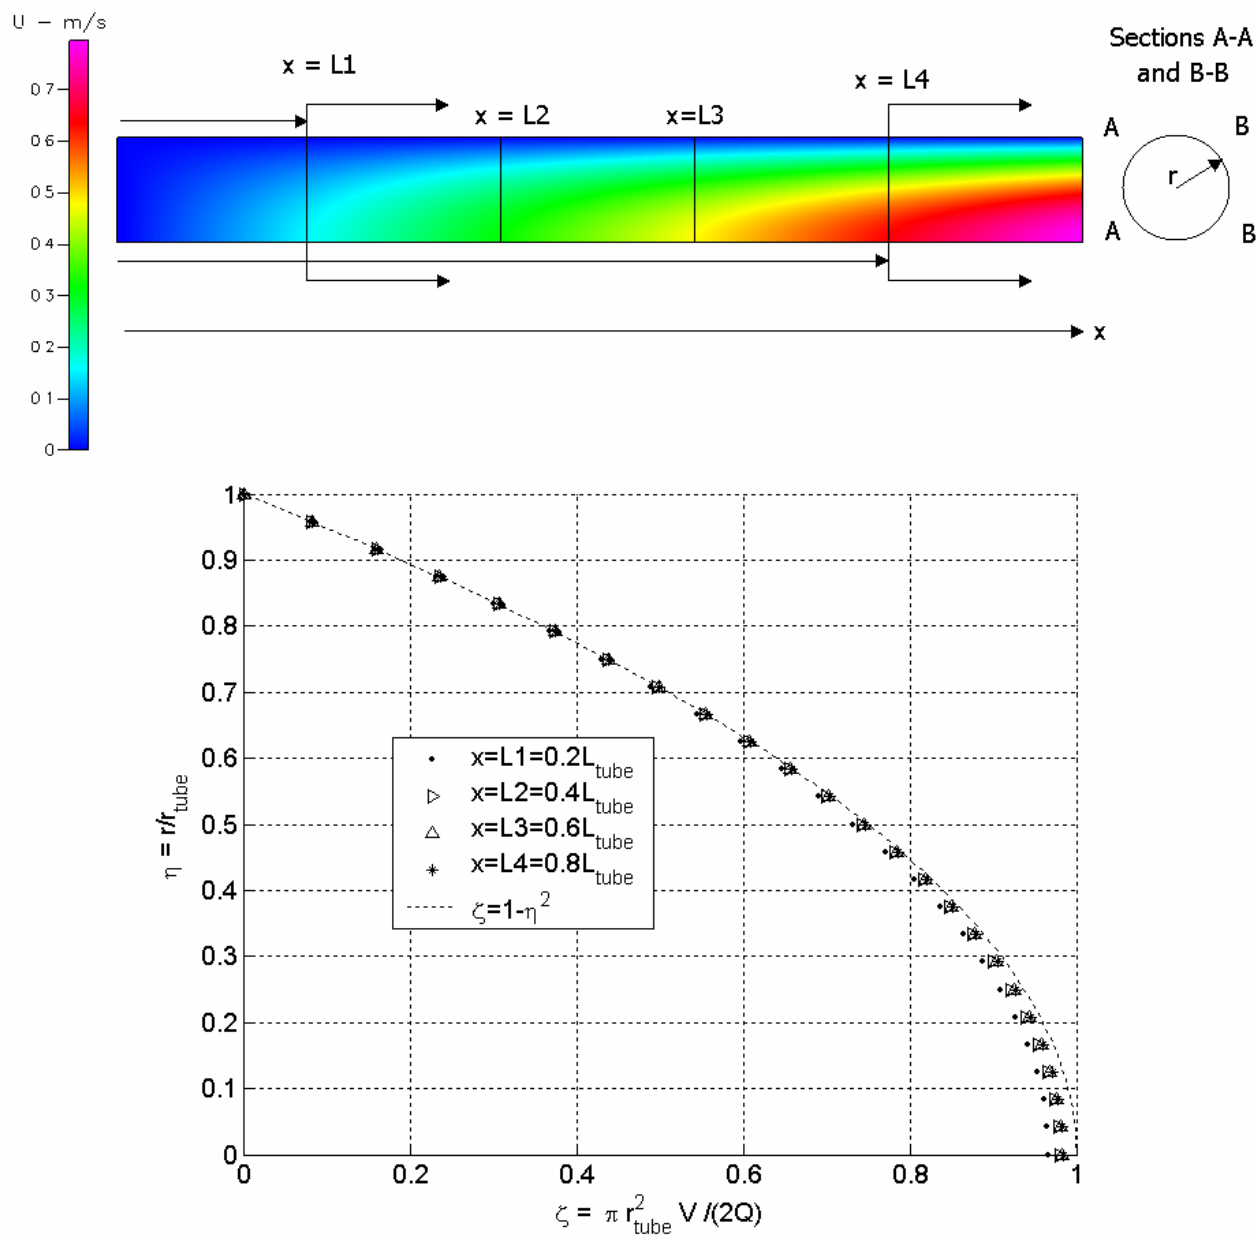 U - m/s
0 7
0 6
0 5
0 4
0 3
0 2
0 1
0
x = L1
x = L2
x=L3
x = L4
x
Sections A-A
and B-B
A
B
r
A
B
1
0.9
0.8
0.7
0.6
0.5
0.4
0.3
0.2
0.1
0
η = r/r_tube
x=L1=0.2L_tube
x=L2=0.4L_tube
x=L3=0.6L_tube
x=L4=0.8L_tube
ζ=1-η²
0
0.2
0.4
0.6
0.8
1
ζ = π r²_tube V/(2Q)